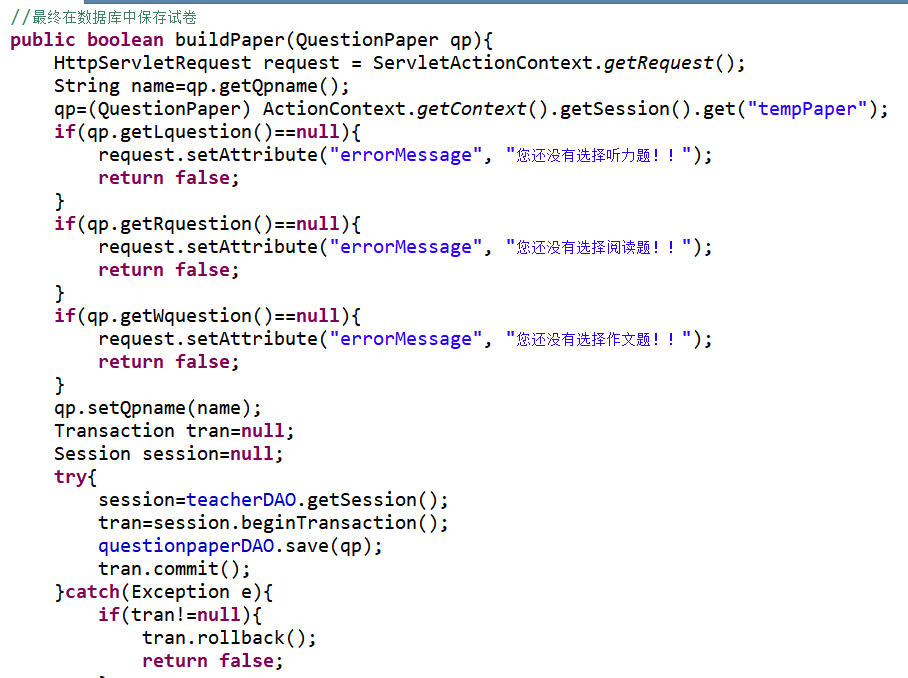 //最终在数据库中保存试卷
public boolean buildPaper(QuestionPaper qp){
    HttpServletRequest request = ServletActionContext.getRequest();
    String name=qp.getQpname();
    qp=(QuestionPaper) ActionContext.getContext().getSession().get("tempPaper");
    if(qp.getLquestion()==null){
        request.setAttribute("errorMessage", "您还没有选择听力题！！");
        return false;
    }
    if(qp.getRquestion()==null){
        request.setAttribute("errorMessage", "您还没有选择阅读题！！");
        return false;
    }
    if(qp.getWquestion()==null){
        request.setAttribute("errorMessage", "您还没有选择作文题！！");
        return false;
    }
    qp.setQpname(name);
    Transaction tran=null;
    Session session=null;
    try{
        session=teacherDAO.getSession();
        tran=session.beginTransaction();
        questionpaperDAO.save(qp);
        tran.commit();
    }catch(Exception e){
        if(tran!=null){
            tran.rollback();
            return false;